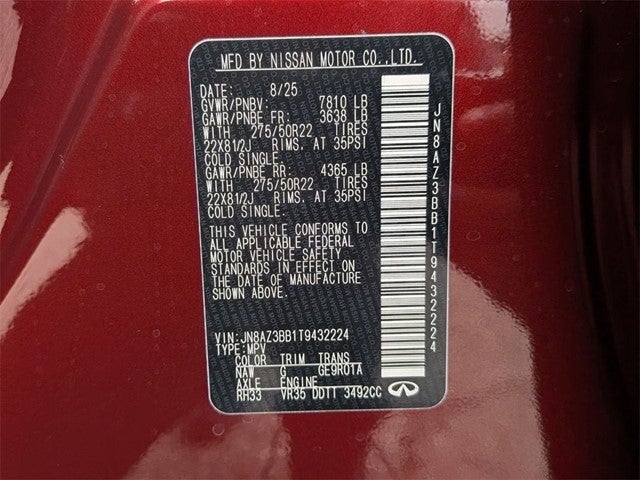 MFD BY NISSAN MOTOR CO.,LTD.
DATE: 8/25
GVWR/PNBV: 7810 LB
GAWR/PNBE FR: 3638 LB
WITH 275/50R22 TIRES
22X81/2J RIMS, AT 35PSI
COLD SINGLE.
GAWR/PNBE RR: 4365 LB
WITH 275/50R22 TIRES
22X81/2J RIMS, AT 35PSI
COLD SINGLE.
THIS VEHICLE CONFORMS TO
ALL APPLICABLE FEDERAL
MOTOR VEHICLE SAFETY
STANDARDS IN EFFECT ON
THE DATE OF MANUFACTURE
SHOWN ABOVE.
VIN: JN8AZ3BB1T9432224
TYPE: MPV
COLOR TRIM TRANS
NAW G GE9R01A
AXLE ENGINE
RH33 VR35 DDTT 3492CC
JN8AZ3BB1T9432224
INFINITI